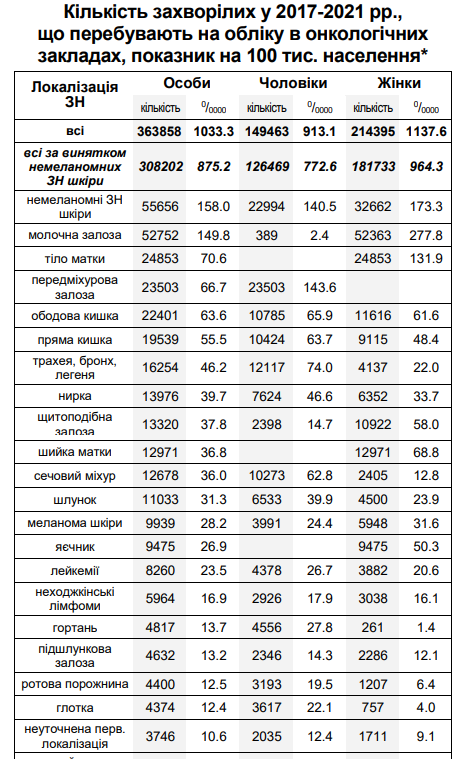 Кількість захворілих у 2017-2021 рр.,
що перебувають на обліку в онкологічних
закладах, показник на 100 тис. населення*
Локалізація ЗН Особи Чоловіки Жінки
кількість 0/0000 кількість 0/0000 кількість 0/0000
всі 363858 1033.3 149463 913.1 214395 1137.6
всі за винятком немеланомних ЗН шкіри 308202 875.2 126469 772.6 181733 964.3
немеланомні ЗН шкіри 55656 158.0 22994 140.5 32662 173.3
молочна залоза 52752 149.8 389 2.4 52363 277.8
тіло матки 24853 70.6 24853 131.9
передміхурова залоза 23503 66.7 23503 143.6
ободова кишка 22401 63.6 10785 65.9 11616 61.6
пряма кишка 19539 55.5 10424 63.7 9115 48.4
трахея, бронх, легеня 16254 46.2 12117 74.0 4137 22.0
нирка 13976 39.7 7624 46.6 6352 33.7
щитоподібна залоза 13320 37.8 2398 14.7 10922 58.0
шийка матки 12971 36.8 12971 68.8
сечовий міхур 12678 36.0 10273 62.8 2405 12.8
шлунок 11033 31.3 6533 39.9 4500 23.9
меланома шкіри 9939 28.2 3991 24.4 5948 31.6
яєчник 9475 26.9 9475 50.3
лейкемії 8260 23.5 4378 26.7 3882 20.6
неходжкінські лімфоми 5964 16.9 2926 17.9 3038 16.1
гортань 4817 13.7 4556 27.8 261 1.4
підшлункова залоза 4632 13.2 2346 14.3 2286 12.1
ротова порожнина 4400 12.5 3193 19.5 1207 6.4
глотка 4374 12.4 3617 22.1 757 4.0
неуточнена перв. локалізація 3746 10.6 2035 12.4 1711 9.1